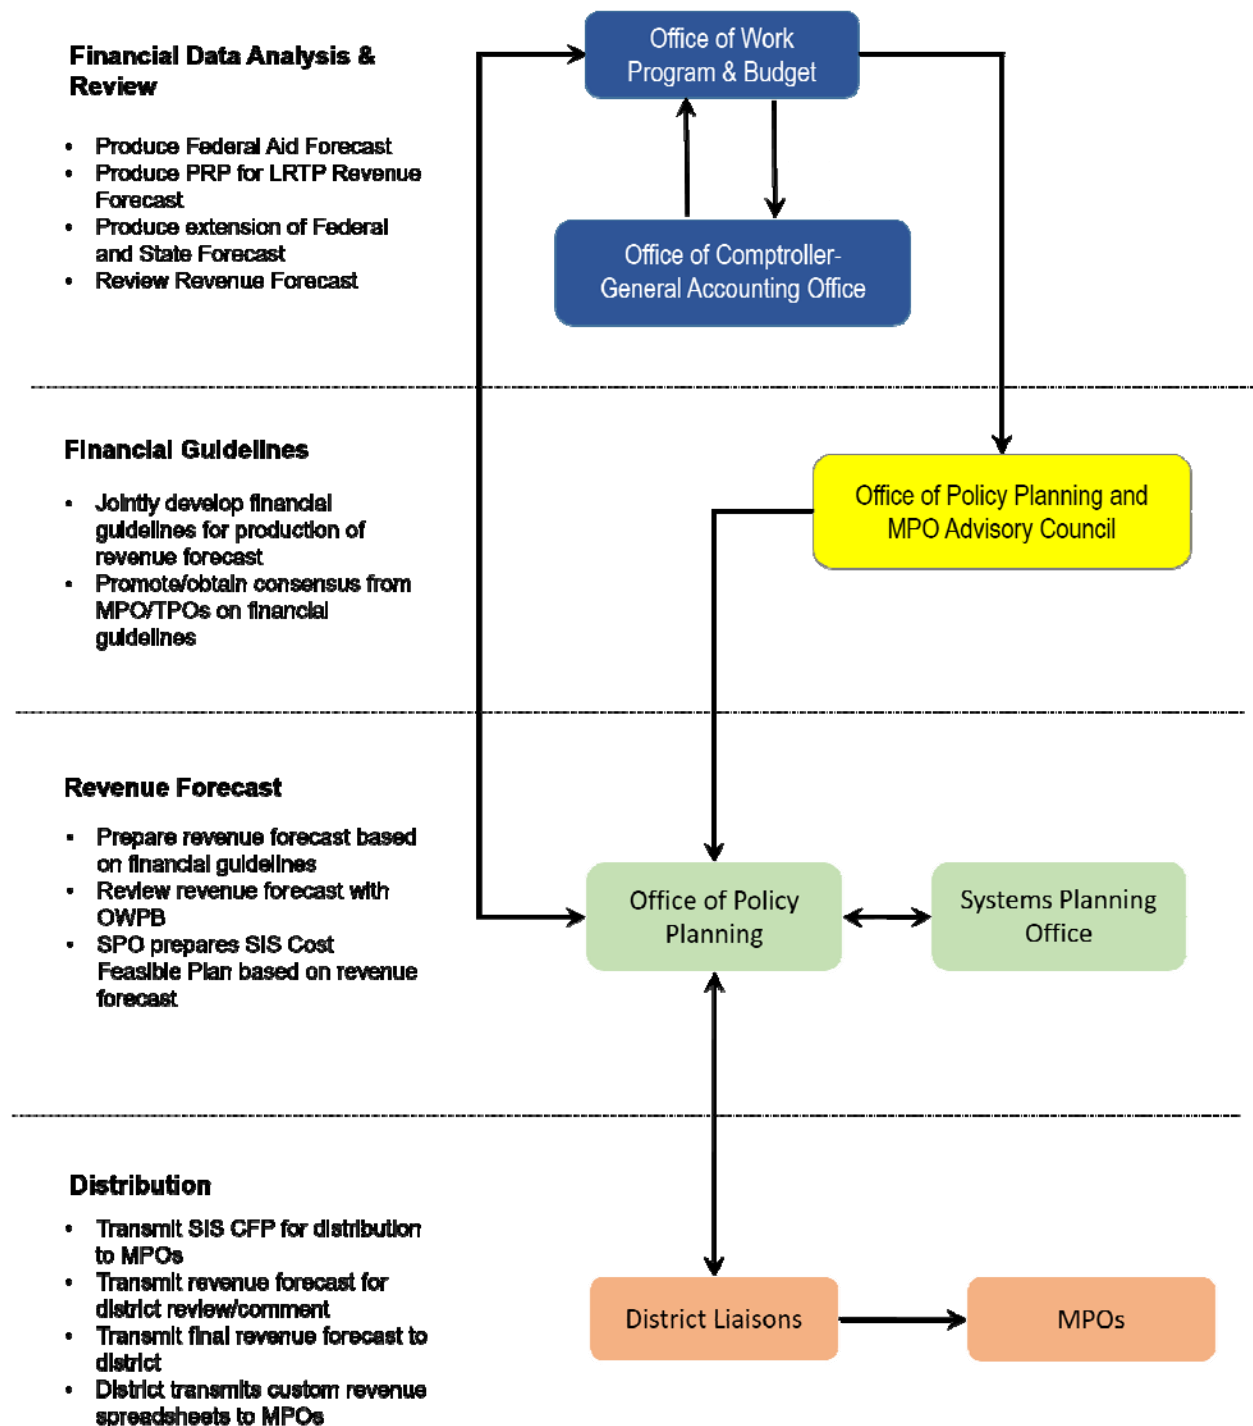 Financial Data Analysis &
Review
• Produce Federal Aid Forecast
• Produce PRP for LRTP Revenue
Forecast
• Produce extension of Federal
and State Forecast
• Review Revenue Forecast
Office of Work
Program & Budget
Office of Comptroller-
General Accounting Office
Financial Guidelines
• Jointly develop financial
guidelines for production of
revenue forecast
• Promote/obtain consensus from
MPO/TPOs on financial
guidelines
Office of Policy Planning and
MPO Advisory Council
Revenue Forecast
• Prepare revenue forecast based
on financial guidelines
• Review revenue forecast with
OWPB
• SPO prepares SIS Cost
Feasible Plan based on revenue
forecast
Office of Policy
Planning
Systems Planning
Office
Distribution
• Transmit SIS CFP for distribution
to MPOs
• Transmit revenue forecast for
district review/comment
• Transmit final revenue forecast to
district
• District transmits custom revenue
spreadsheets to MPOs
District Liaisons
MPOs